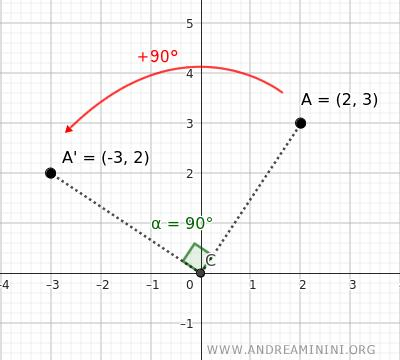 5
+90°
4
A = (2, 3)
3
A' = (-3, 2)
2
α = 90°
1
C
-4 -3 -2 -1 0 1 2 3
-1
WWW.ANDREAMININI.ORG